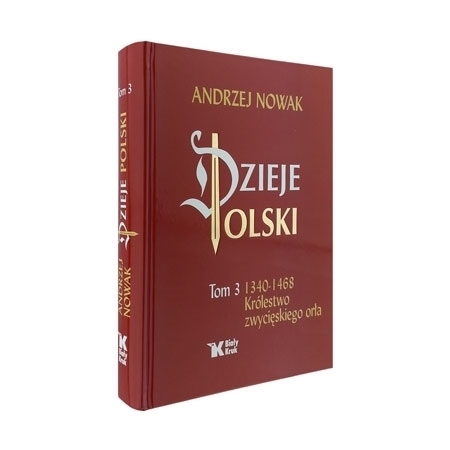 Tom 3
DZIEJE POLSKI
ANDRZEJ
NOWAK
ANDRZEJ NOWAK
DZIEJE
POLSKI
Tom 3 1340-1468
Królestwo
zwycięskiego orła
Biały
Kruk